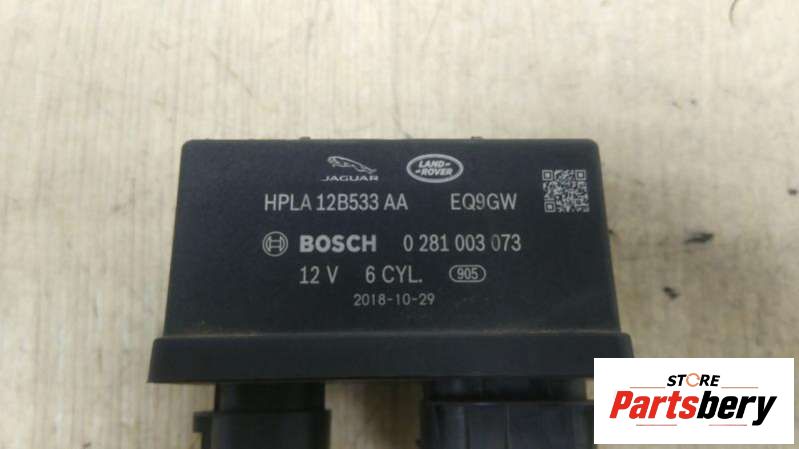 JAGUAR LAND-ROVER
HPLA 12B533 AA EQ9GW
BOSCH 0 281 003 073
12 V 6 CYL. 905
2018-10-29
STORE
Partsbery